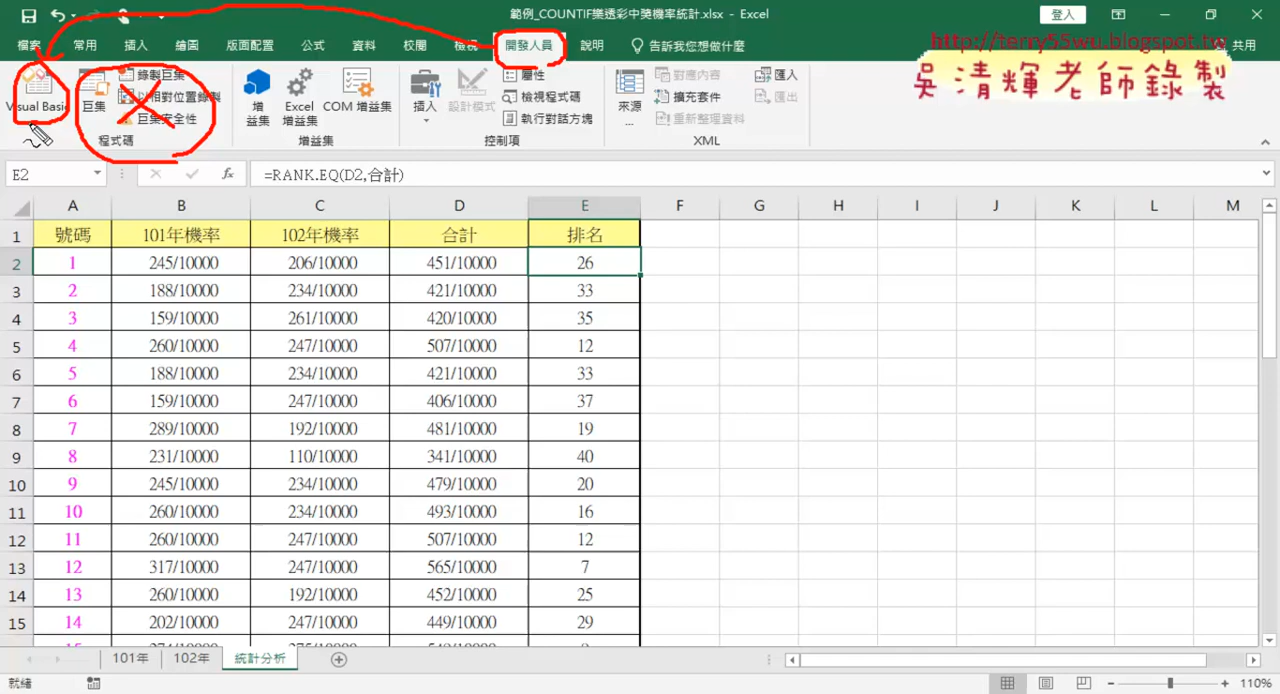 範例_COUNTIF樂透彩中獎機率統計.xlsx - Excel
登入
檔案 常用 插入 繪圖 版面配置 公式 資料 校閱 檢視 開發人員 說明 告訴我您想做什麼 共用
http://terry55wu.blogspot.tw
吳清輝老師錄製
Visual Basic 巨集 錄製巨集 以相對位置錄製 巨集安全性
增益集 Excel 增益集 COM 增益集
插入 設計模式 屬性 檢視程式碼 執行對話方塊
來源... 對應內容 擴充套件 重新整理資料 匯入 匯出
程式碼 增益集 控制項 XML
E2 fx =RANK.EQ(D2,合計)
A B C D E F G H I J K L M
1 號碼 101年機率 102年機率 合計 排名
2 1 245/10000 206/10000 451/10000 26
3 2 188/10000 234/10000 421/10000 33
4 3 159/10000 261/10000 420/10000 35
5 4 260/10000 247/10000 507/10000 12
6 5 188/10000 234/10000 421/10000 33
7 6 159/10000 247/10000 406/10000 37
8 7 289/10000 192/10000 481/10000 19
9 8 231/10000 110/10000 341/10000 40
10 9 245/10000 234/10000 479/10000 20
11 10 260/10000 234/10000 493/10000 16
12 11 260/10000 247/10000 507/10000 12
13 12 317/10000 247/10000 565/10000 7
14 13 260/10000 192/10000 452/10000 25
15 14 202/10000 247/10000 449/10000 29
101年 102年 統計分析
就緒 110%